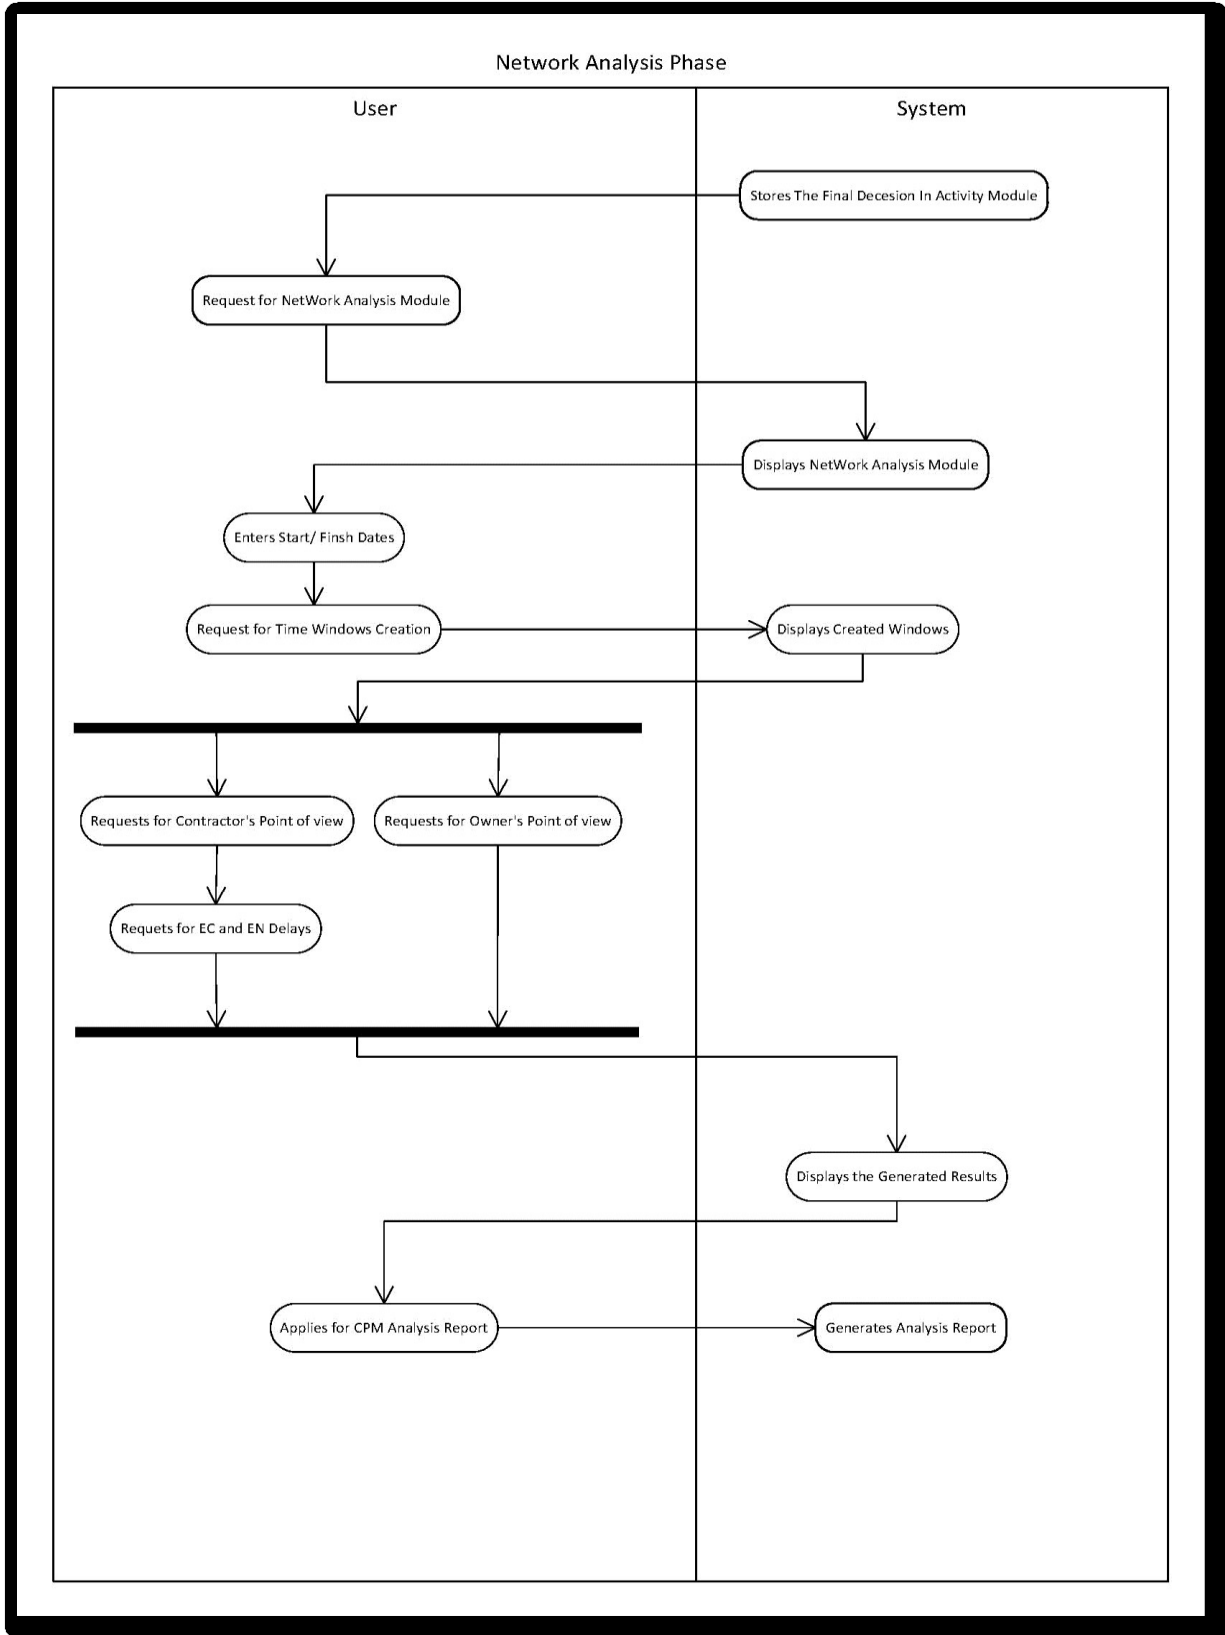 Network Analysis Phase
User
System
Stores The Final Decesion In Activity Module
Request for NetWork Analysis Module
Displays NetWork Analysis Module
Enters Start/ Finsh Dates
Request for Time Windows Creation
Displays Created Windows
Requests for Contractor's Point of view
Requests for Owner's Point of view
Requets for EC and EN Delays
Displays the Generated Results
Applies for CPM Analysis Report
Generates Analysis Report